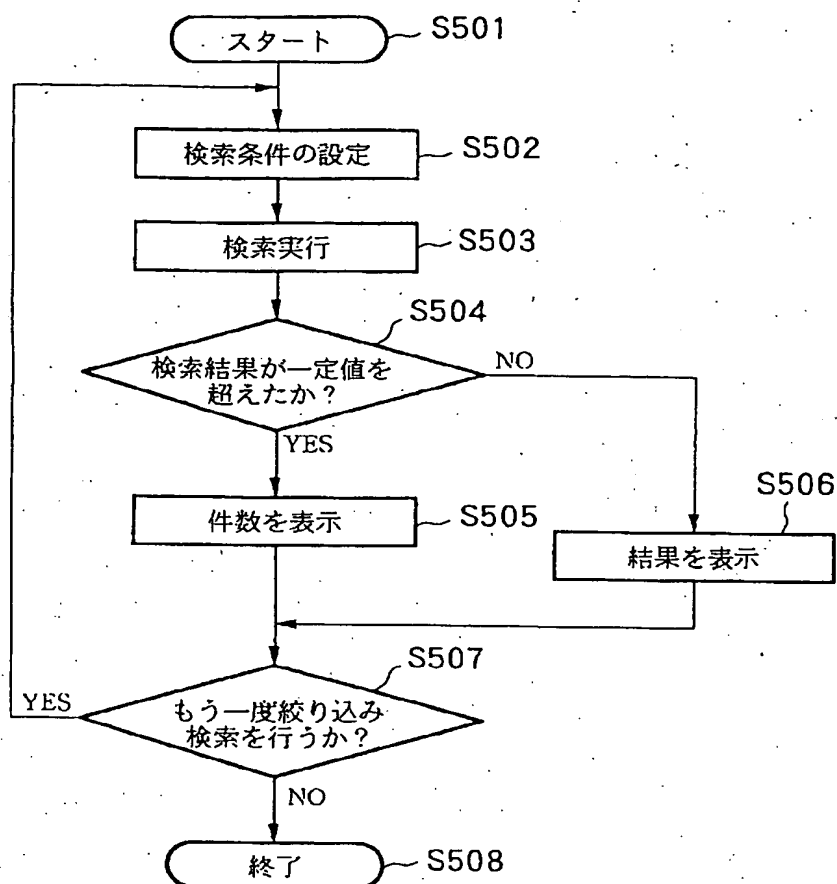 スタート
S501
検索条件の設定
S502
検索実行
S503
S504
検索結果が一定値を
超えたか？
NO
YES
件数を表示
S505
S506
結果を表示
S507
もう一度絞り込み
検索を行うか？
YES
NO
終了
S508